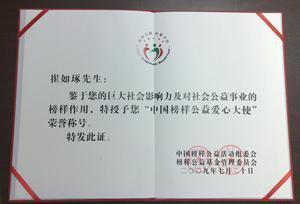 崔如琢先生：
鉴于您的巨大社会影响力及对社会公益事业的
榜样作用，特授予您“中国榜样公益爱心大使”
荣誉称号。
特发此证。
中国榜样公益活动组委会
榜样公益基金管理委员会
二〇〇九年七月二十日